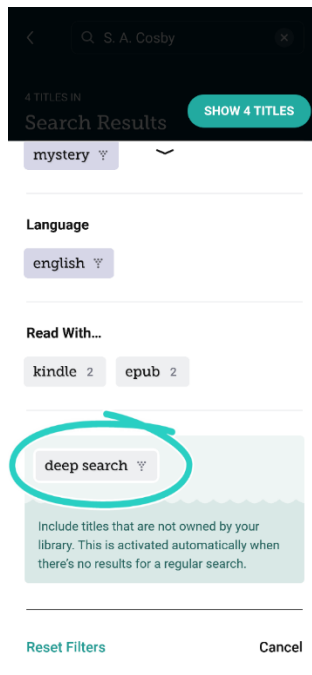 S. A. Cosby
4 TITLES IN
Search Results
SHOW 4 TITLES
mystery
Language
english
Read With...
kindle 2
epub 2
deep search
Include titles that are not owned by your
library. This is activated automatically when
there's no results for a regular search.
Reset Filters
Cancel